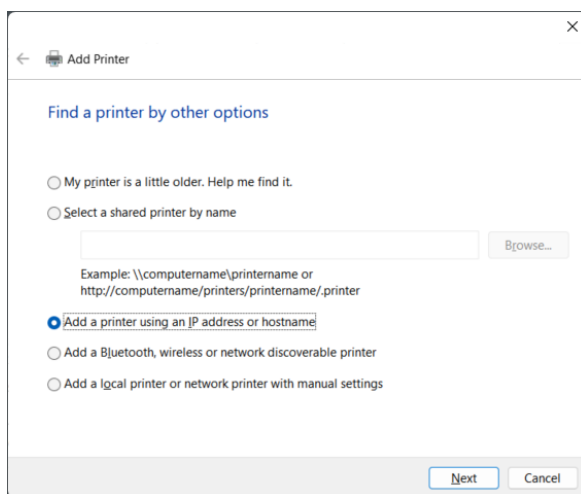 Add Printer
Find a printer by other options
My printer is a little older. Help me find it.
Select a shared printer by name
Browse...
Example: \\computername\printername or
http://computername/printers/printername/.printer
Add a printer using an IP address or hostname
Add a Bluetooth, wireless or network discoverable printer
Add a local printer or network printer with manual settings
Next
Cancel